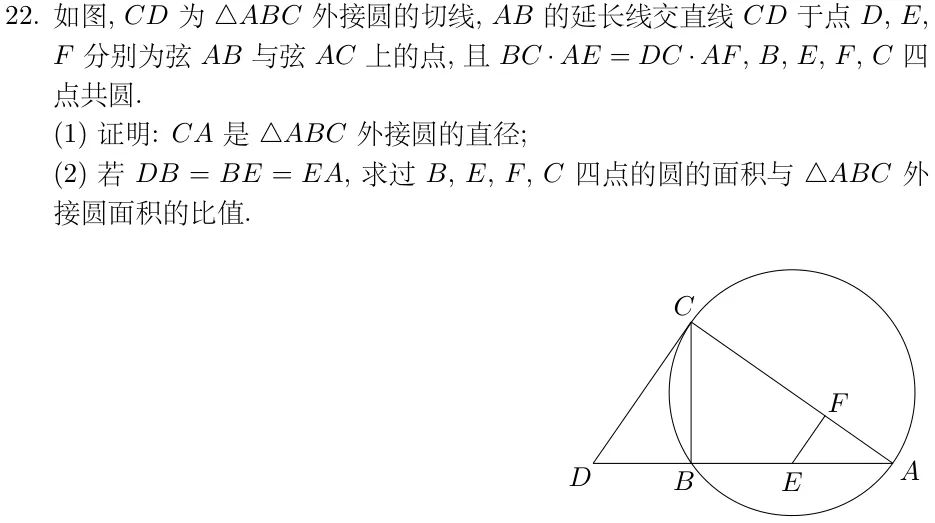 22. 如图, CD 为 △ABC 外接圆的切线, AB 的延长线交直线 CD 于点 D, E,
F 分别为弦 AB 与弦 AC 上的点, 且 BC · AE = DC · AF, B, E, F, C 四
点共圆.
(1) 证明: CA 是 △ABC 外接圆的直径;
(2) 若 DB = BE = EA, 求过 B, E, F, C 四点的圆的面积与 △ABC 外
接圆面积的比值.
C
F
D
B
E
A